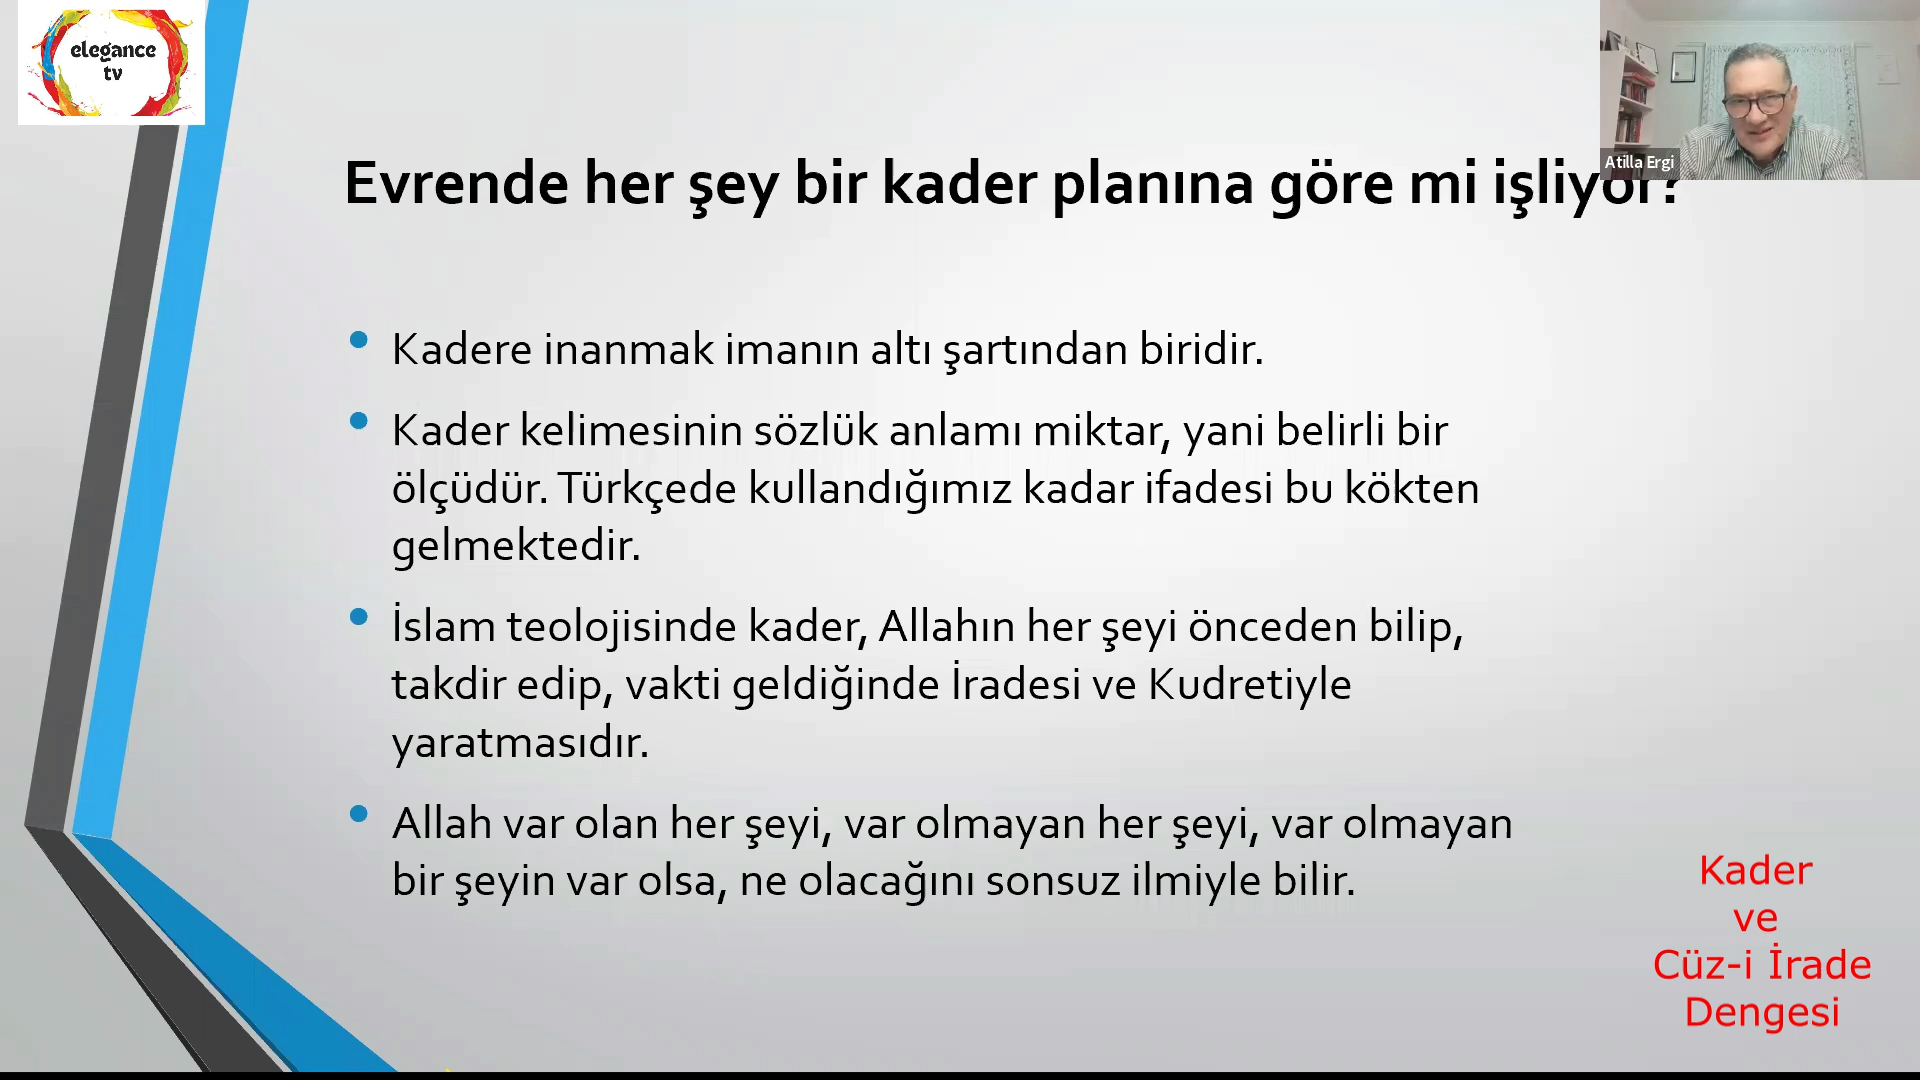 elegance
tv
Atilla Ergi
Evrende her şey bir kader planına göre mi işliyor?
Kadere inanmak imanın altı şartından biridir.
Kader kelimesinin sözlük anlamı miktar, yani belirli bir
ölçüdür. Türkçede kullandığımız kadar ifadesi bu kökten
gelmektedir.
İslam teolojisinde kader, Allahın her şeyi önceden bilip,
takdir edip, vakti geldiğinde İradesi ve Kudretiyle
yaratmasıdır.
Allah var olan her şeyi, var olmayan her şeyi, var olmayan
bir şeyin var olsa, ne olacağını sonsuz ilmiyle bilir.
Kader
ve
Cüz-i İrade
Dengesi